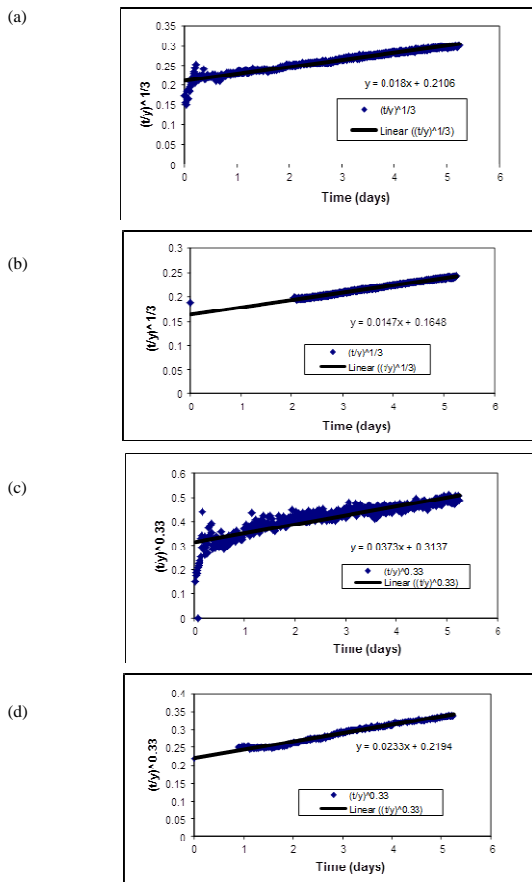 (a)
0.35
0.3
0.25
0.2
0.15
0.1
0.05
0
(t/y)^1/3
y = 0.018x + 0.2106
(t/y)^1/3
Linear ((t/y)^1/3)
0 1 2 3 4 5 6
Time (days)
(b)
0.3
0.25
0.2
0.15
0.1
0.05
0
(t/y)^1/3
y = 0.0147x + 0.1648
(t/y)^1/3
Linear ((t/y)^1/3)
0 1 2 3 4 5 6
Time (days)
(c)
0.6
0.5
0.4
0.3
0.2
0.1
0
(t/y)^0.33
y = 0.0373x + 0.3137
(t/y)^0.33
Linear ((t/y)^0.33)
0 1 2 3 4 5 6
Time (days)
(d)
0.4
0.35
0.3
0.25
0.2
0.15
0.1
0.05
0
(t/y)^0.33
y = 0.0233x + 0.2194
(t/y)^0.33
Linear ((t/y)^0.33)
0 1 2 3 4 5 6
Time (days)